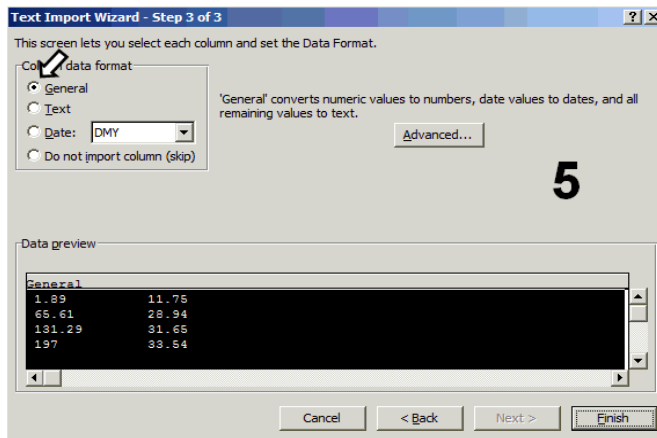 Text Import Wizard - Step 3 of 3
This screen lets you select each column and set the Data Format.
data format
General
Text
Date: DMY
Do not import column (skip)
'General' converts numeric values to numbers, date values to dates, and all
remaining values to text.
Advanced...
5
Data preview
General
1.89 11.75
65.61 28.94
131.29 31.65
197 33.54
Cancel < Back Next > Finish